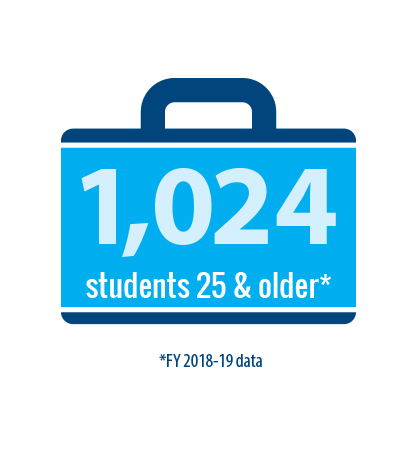 1,024
students 25 & older*
*FY 2018-19 data